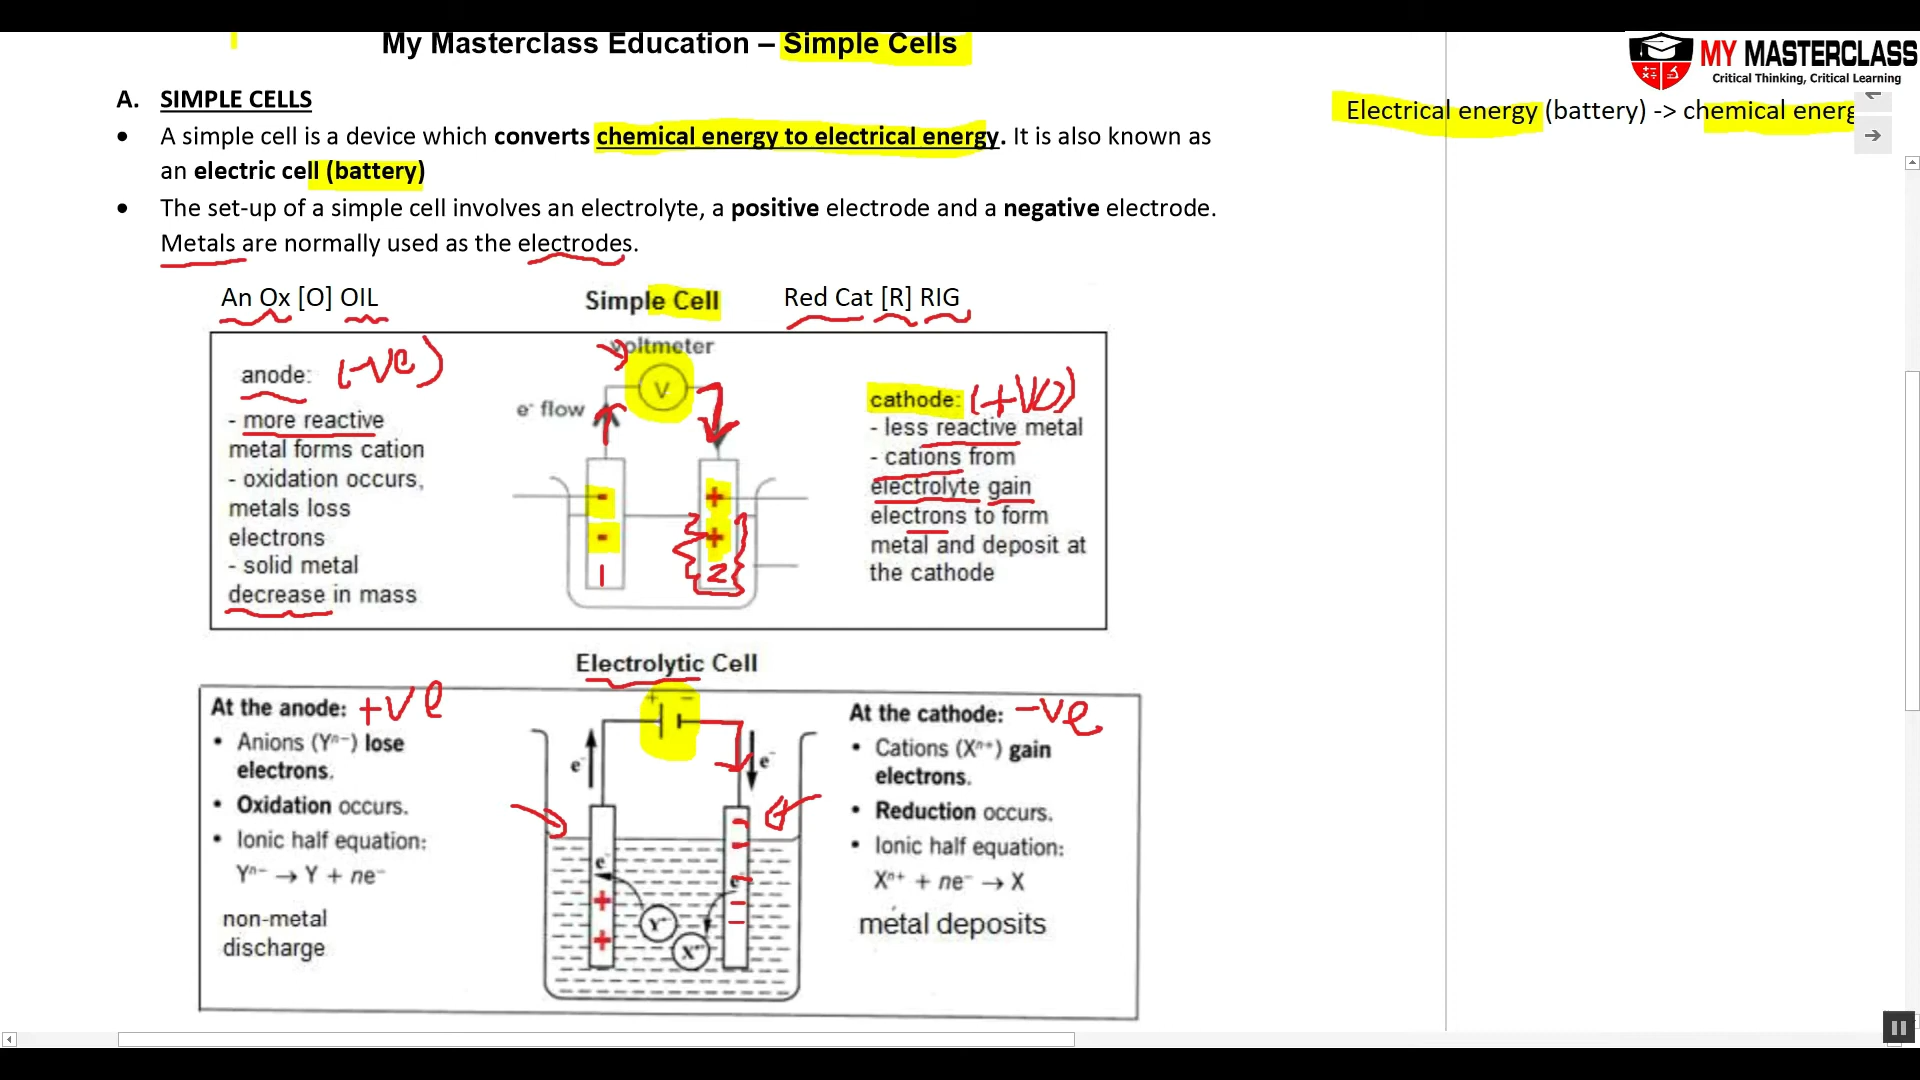 My Masterclass Education – Simple Cells
MY MASTERCLASS
Critical Thinking, Critical Learning
Electrical energy (battery) -> chemical energ
A. SIMPLE CELLS
• A simple cell is a device which converts chemical energy to electrical energy. It is also known as
an electric cell (battery)
• The set-up of a simple cell involves an electrolyte, a positive electrode and a negative electrode.
Metals are normally used as the electrodes.
An Ox [O] OIL
Simple Cell
Red Cat [R] RIG
anode: (-ve)
- more reactive
metal forms cation
- oxidation occurs,
metals loss
electrons
- solid metal
decrease in mass
voltmeter
V
e⁻ flow
- +
- +
1 2
cathode: (+ve)
- less reactive metal
- cations from
electrolyte gain
electrons to form
metal and deposit at
the cathode
Electrolytic Cell
At the anode: +ve
• Anions (Yⁿ⁻) lose
electrons.
• Oxidation occurs.
• Ionic half equation:
Yⁿ⁻ → Y + ne⁻
non-metal
discharge
+ −
e⁻ e⁻
e⁻ e
+
+
Yⁿ⁻
Xⁿ⁺
At the cathode: -ve
• Cations (Xⁿ⁺) gain
electrons.
• Reduction occurs.
• Ionic half equation:
Xⁿ⁺ + ne⁻ → X
metal deposits